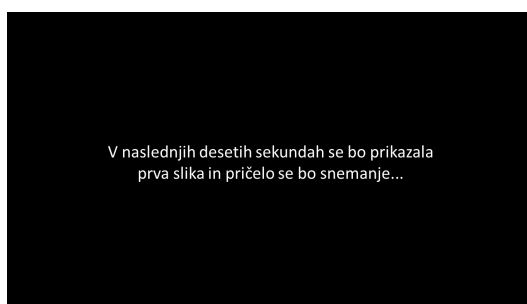 V naslednjih desetih sekundah se bo prikazala
prva slika in pričelo se bo snemanje...